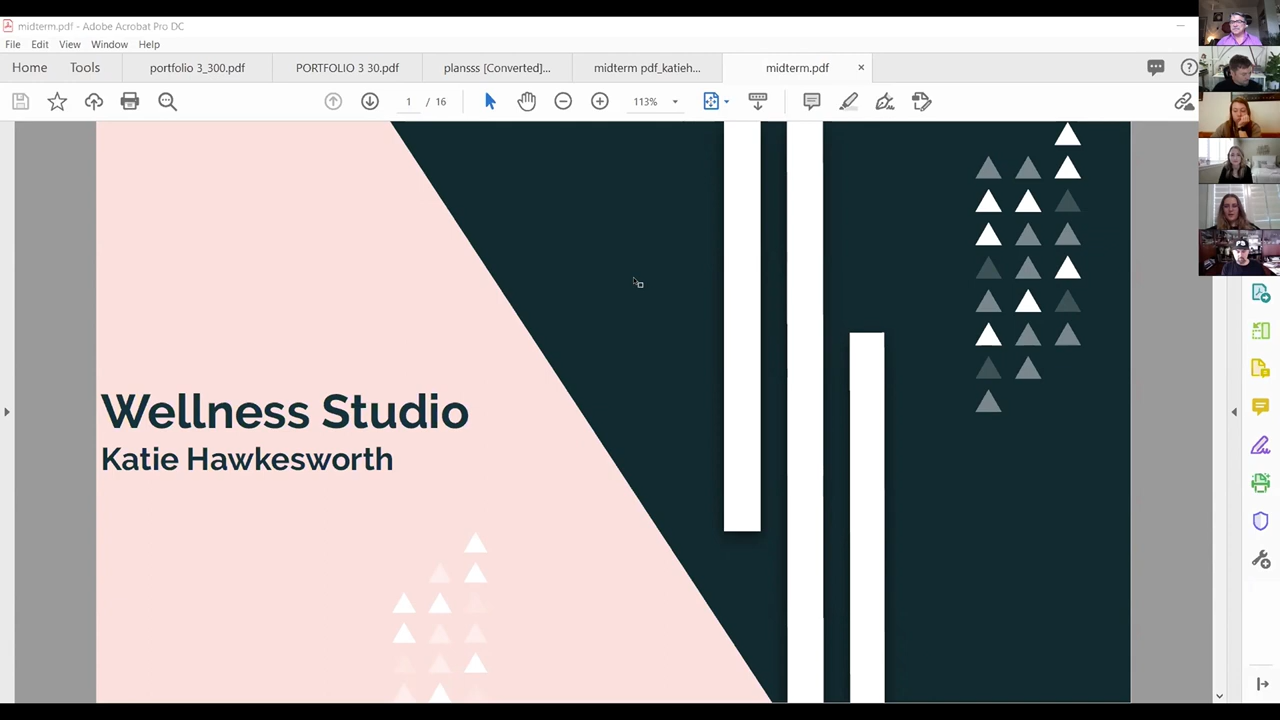 midterm.pdf - Adobe Acrobat Pro DC
File Edit View Window Help
Home Tools portfolio 3_300.pdf PORTFOLIO 3 30.pdf plansss [Converted]... midterm pdf_katieh... midterm.pdf ×
1 / 16 113%
Wellness Studio
Katie Hawkesworth